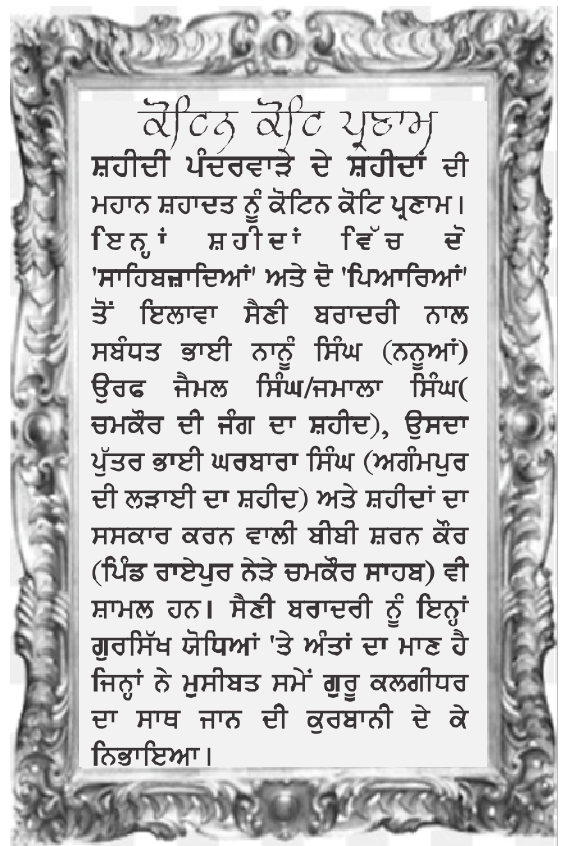 ਕੋਟਿਨ ਕੋਟਿ ਪ੍ਰਣਾਮ
ਸ਼ਹੀਦੀ ਪੰਦਰਵਾੜੇ ਦੇ ਸ਼ਹੀਦਾਂ ਦੀ
ਮਹਾਨ ਸ਼ਹਾਦਤ ਨੂੰ ਕੋਟਿਨ ਕੋਟਿ ਪ੍ਰਣਾਮ।
ਇਨ੍ਹਾਂ ਸ਼ਹੀਦਾਂ ਵਿੱਚ ਦੋ
'ਸਾਹਿਬਜ਼ਾਦਿਆਂ' ਅਤੇ ਦੋ 'ਪਿਆਰਿਆਂ'
ਤੋਂ ਇਲਾਵਾ ਸੈਣੀ ਬਰਾਦਰੀ ਨਾਲ
ਸਬੰਧਤ ਭਾਈ ਨਾਨੂੰ ਸਿੰਘ (ਨਨੂਆਂ)
ਉਰਫ ਜੈਮਲ ਸਿੰਘ/ਜਮਾਲਾ ਸਿੰਘ(
ਚਮਕੌਰ ਦੀ ਜੰਗ ਦਾ ਸ਼ਹੀਦ), ਉਸਦਾ
ਪੁੱਤਰ ਭਾਈ ਘਰਬਾਰਾ ਸਿੰਘ (ਅਗੰਮਪੁਰ
ਦੀ ਲੜਾਈ ਦਾ ਸ਼ਹੀਦ) ਅਤੇ ਸ਼ਹੀਦਾਂ ਦਾ
ਸਸਕਾਰ ਕਰਨ ਵਾਲੀ ਬੀਬੀ ਸ਼ਰਨ ਕੌਰ
(ਪਿੰਡ ਰਾਏਪੁਰ ਨੇੜੇ ਚਮਕੌਰ ਸਾਹਬ) ਵੀ
ਸ਼ਾਮਲ ਹਨ। ਸੈਣੀ ਬਰਾਦਰੀ ਨੂੰ ਇਨ੍ਹਾਂ
ਗੁਰਸਿੱਖ ਯੋਧਿਆਂ 'ਤੇ ਅੰਤਾਂ ਦਾ ਮਾਣ ਹੈ
ਜਿਨ੍ਹਾਂ ਨੇ ਮੁਸੀਬਤ ਸਮੇਂ ਗੁਰੂ ਕਲਗੀਧਰ
ਦਾ ਸਾਥ ਜਾਨ ਦੀ ਕੁਰਬਾਨੀ ਦੇ ਕੇ
ਨਿਭਾਇਆ।